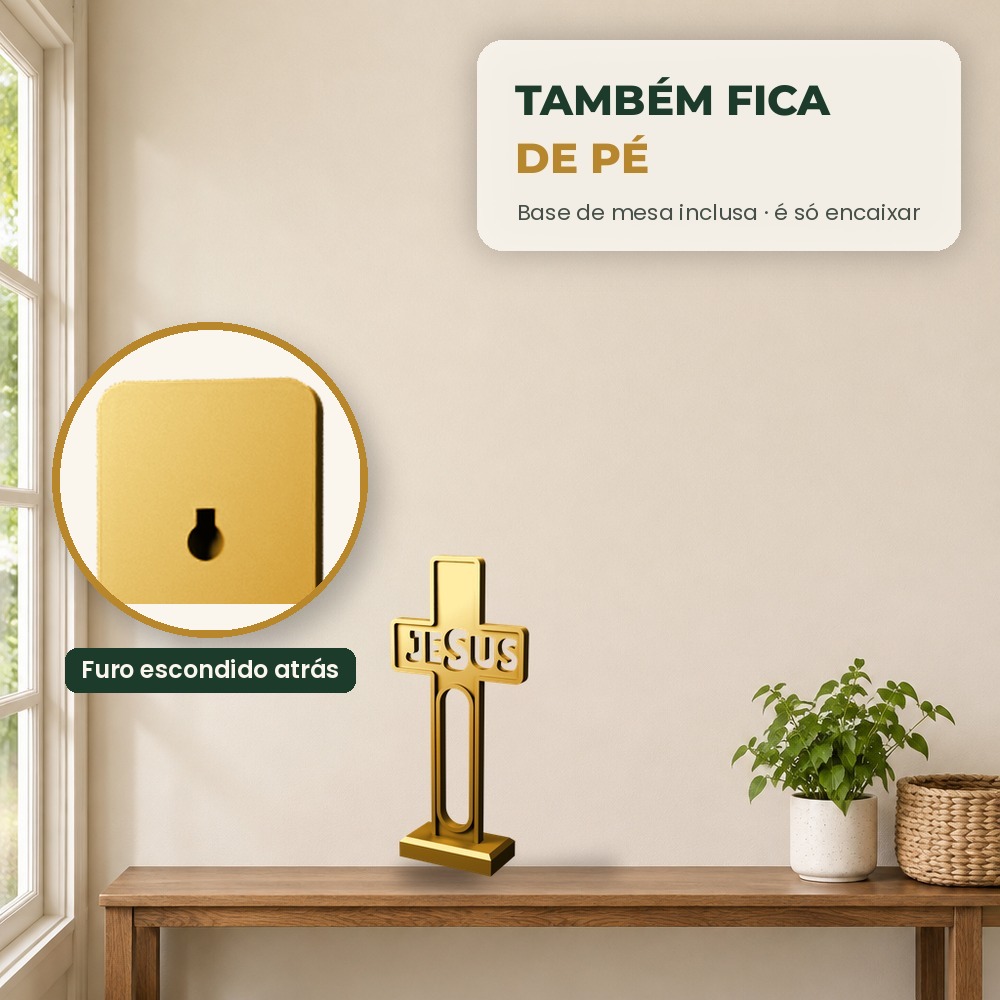 TAMBÉM FICA
DE PÉ
Base de mesa inclusa · é só encaixar
Furo escondido atrás
JESUS